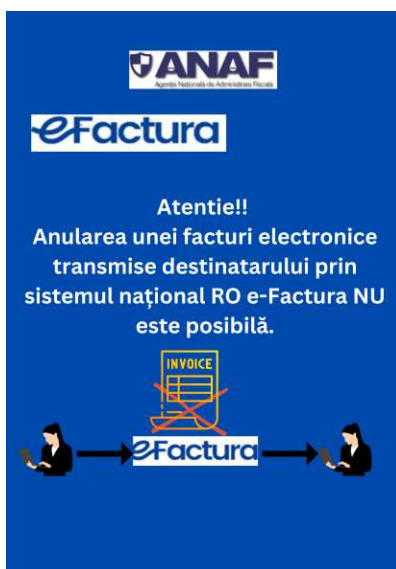 ANAF
Agenția Națională de Administrare Fiscală
eFactura
Atentie!!
Anularea unei facturi electronice
transmise destinatarului prin
sistemul național RO e-Factura NU
este posibilă.
INVOICE
eFactura